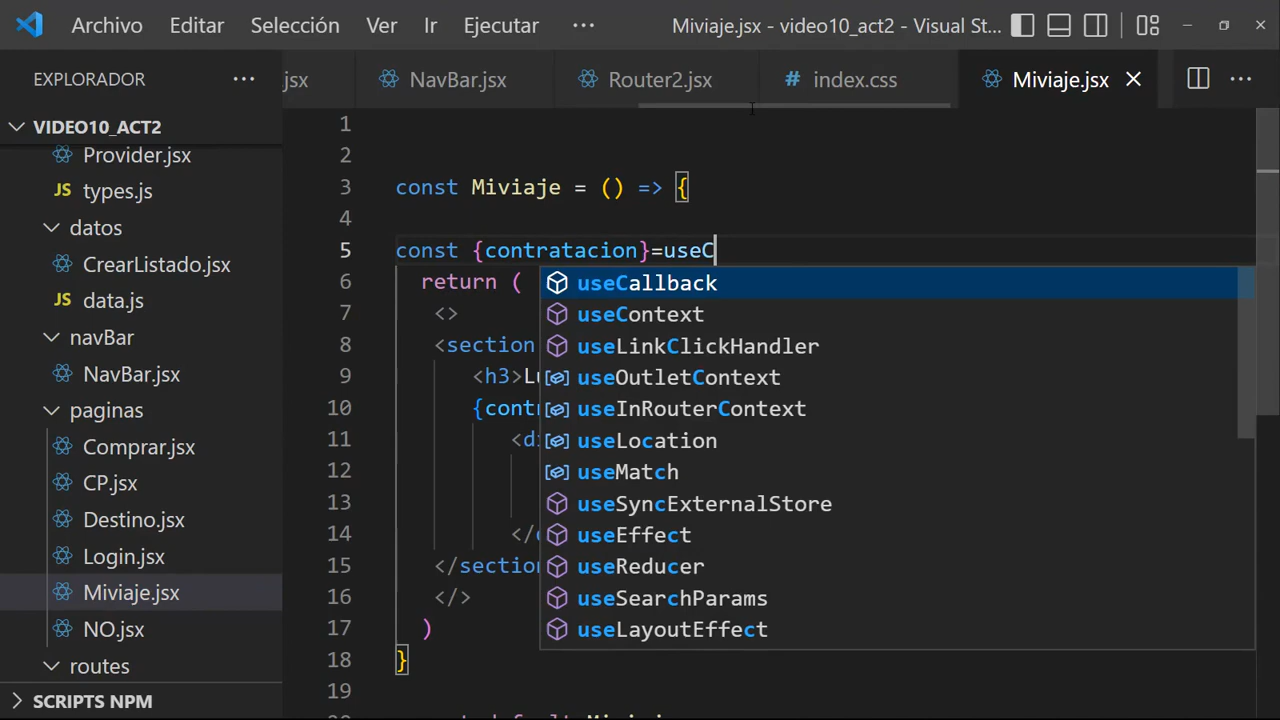 Archivo Editar Selección Ver Ir Ejecutar ··· Miviaje.jsx - video10_act2 - Visual St...
EXPLORADOR ···
.jsx NavBar.jsx Router2.jsx # index.css Miviaje.jsx
VIDEO10_ACT2
Provider.jsx
JS types.js
datos
CrearListado.jsx
JS data.js
navBar
NavBar.jsx
paginas
Comprar.jsx
CP.jsx
Destino.jsx
Login.jsx
Miviaje.jsx
NO.jsx
routes
SCRIPTS NPM
1
2
3 const Miviaje = () => {
4
5 const {contratacion}=useC
6 return (
7 <>
8 <section
9 <h3>Lu
10 {contr
11 <di
12
13
14 </
15 </section
16 </>
17 )
18 }
19
useCallback
useContext
useLinkClickHandler
useOutletContext
useInRouterContext
useLocation
useMatch
useSyncExternalStore
useEffect
useReducer
useSearchParams
useLayoutEffect